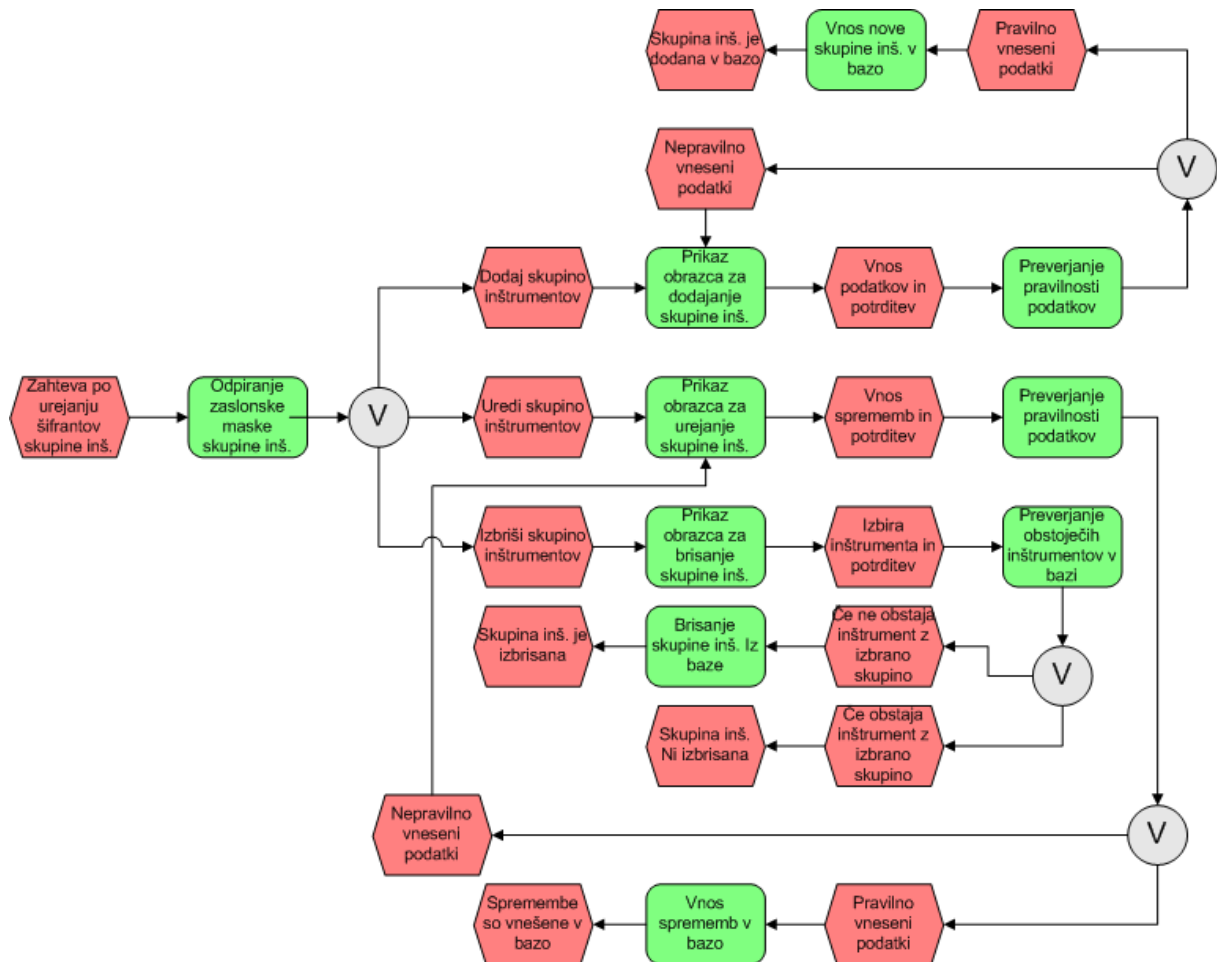 Skupina inš. je
dodana v bazo
Vnos nove
skupine inš. v
bazo
Pravilno
vneseni
podatki
Nepravilno
vneseni
podatki
V
Dodaj skupino
inštrumentov
Prikaz
obrazca za
dodajanje
skupine inš.
Vnos
podatkov in
potrditev
Preverjanje
pravilnosti
podatkov
Zahteva po
urejanju
šifrantov
skupine inš.
Odpiranje
zaslonske
maske
skupine inš.
V
Uredi skupino
inštrumentov
Prikaz
obrazca za
urejanje
skupine inš.
Vnos
sprememb in
potrditev
Preverjanje
pravilnosti
podatkov
Izbriši skupino
inštrumentov
Prikaz
obrazca za
brisanje
skupine inš.
Izbira
inštrumenta in
potrditev
Preverjanje
obstoječih
inštrumentov v
bazi
Skupina inš. je
izbrisana
Brisanje
skupine inš. Iz
baze
Če ne obstaja
inštrument z
izbrano
skupino
V
Skupina inš.
Ni izbrisana
Če obstaja
inštrument z
izbrano
skupino
Nepravilno
vneseni
podatki
V
Spremembe
so vnešene v
bazo
Vnos
sprememb v
bazo
Pravilno
vneseni
podatki